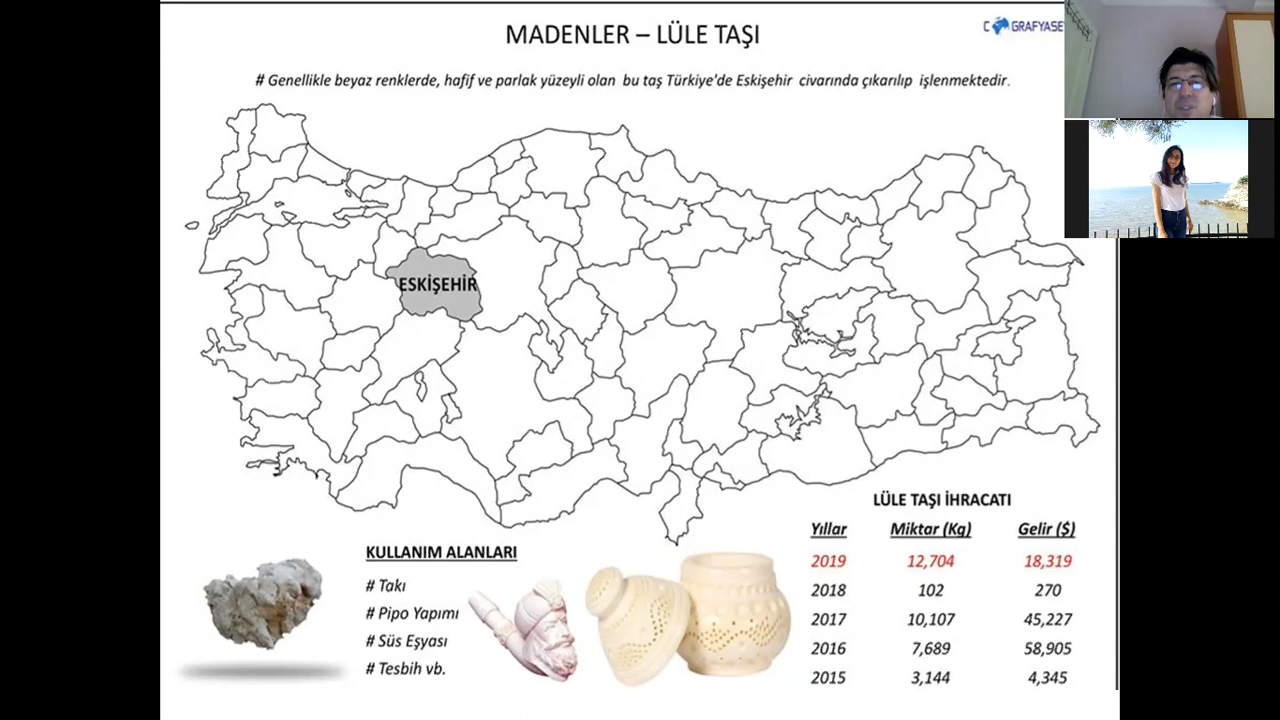 MADENLER – LÜLE TAŞI
# Genellikle beyaz renklerde, hafif ve parlak yüzeyli olan bu taş Türkiye'de Eskişehir civarında çıkarılıp işlenmektedir.
ESKİŞEHİR
KULLANIM ALANLARI
# Takı
# Pipo Yapımı
# Süs Eşyası
# Tesbih vb.
LÜLE TAŞI İHRACATI
Yıllar Miktar (Kg) Gelir ($)
2019 12,704 18,319
2018 102 270
2017 10,107 45,227
2016 7,689 58,905
2015 3,144 4,345